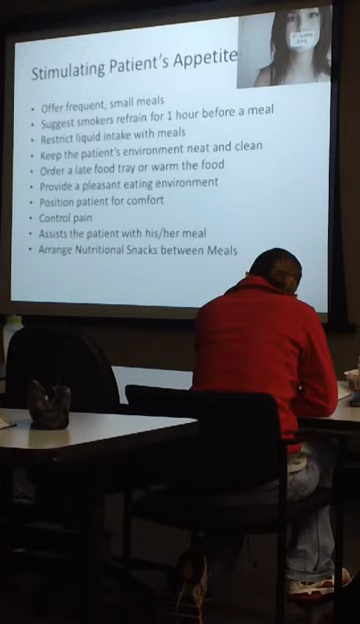 Stimulating Patient's Appetite
• Offer frequent, small meals
• Suggest smokers refrain for 1 hour before a meal
• Restrict liquid intake with meals
• Keep the patient's environment neat and clean
• Order a late food tray or warm the food
• Provide a pleasant eating environment
• Position patient for comfort
• Control pain
• Assists the patient with his/her meal
• Arrange Nutritional Snacks between Meals